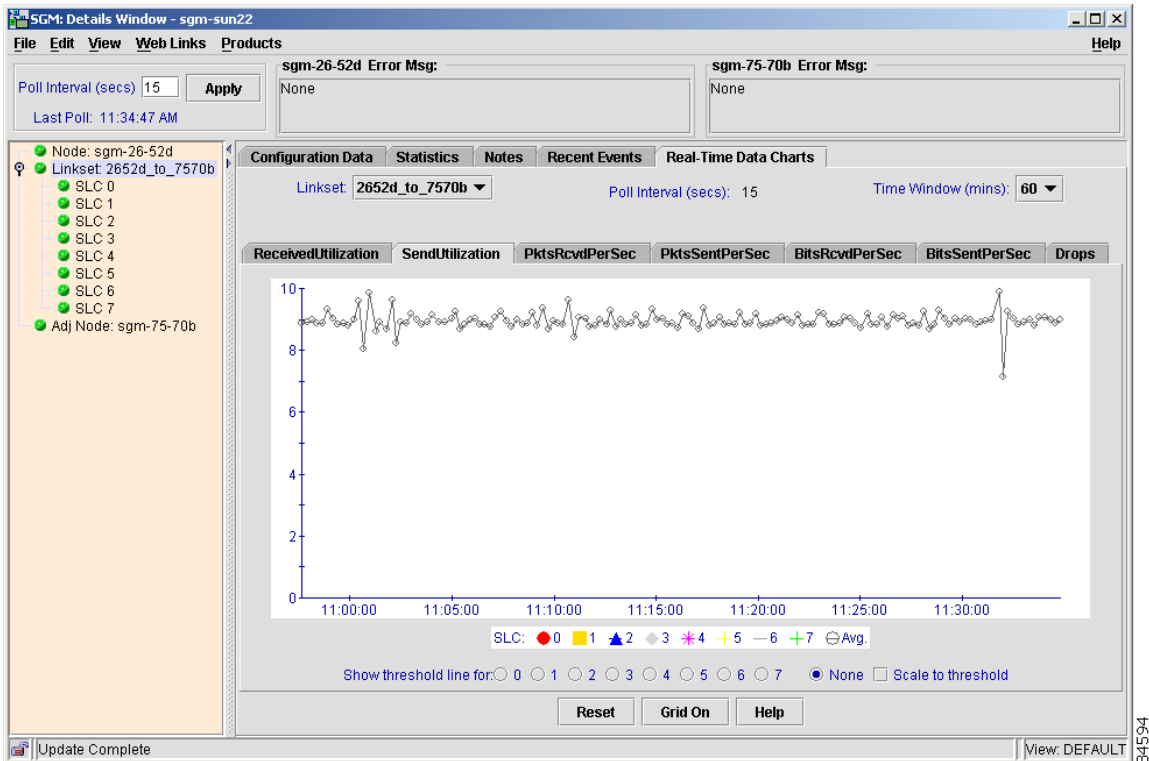 SGM: Details Window - sgm-sun22
File Edit View Web Links Products Help
sgm-26-52d Error Msg:
None
sgm-75-70b Error Msg:
None
Poll Interval (secs) 15 Apply
Last Poll: 11:34:47 AM
Node: sgm-26-52d
Linkset: 2652d_to_7570b
SLC 0
SLC 1
SLC 2
SLC 3
SLC 4
SLC 5
SLC 6
SLC 7
Adj Node: sgm-75-70b
Configuration Data Statistics Notes Recent Events Real-Time Data Charts
Linkset: 2652d_to_7570b Poll Interval (secs): 15 Time Window (mins): 60
ReceivedUtilization SendUtilization PktsRcvdPerSec PktsSentPerSec BitsRcvdPerSec BitsSentPerSec Drops
10
8
6
4
2
0
11:00:00 11:05:00 11:10:00 11:15:00 11:20:00 11:25:00 11:30:00
SLC: 0 1 2 3 4 5 6 7 Avg.
Show threshold line for: 0 1 2 3 4 5 6 7 None Scale to threshold
Reset Grid On Help
Update Complete
View: DEFAULT
84594